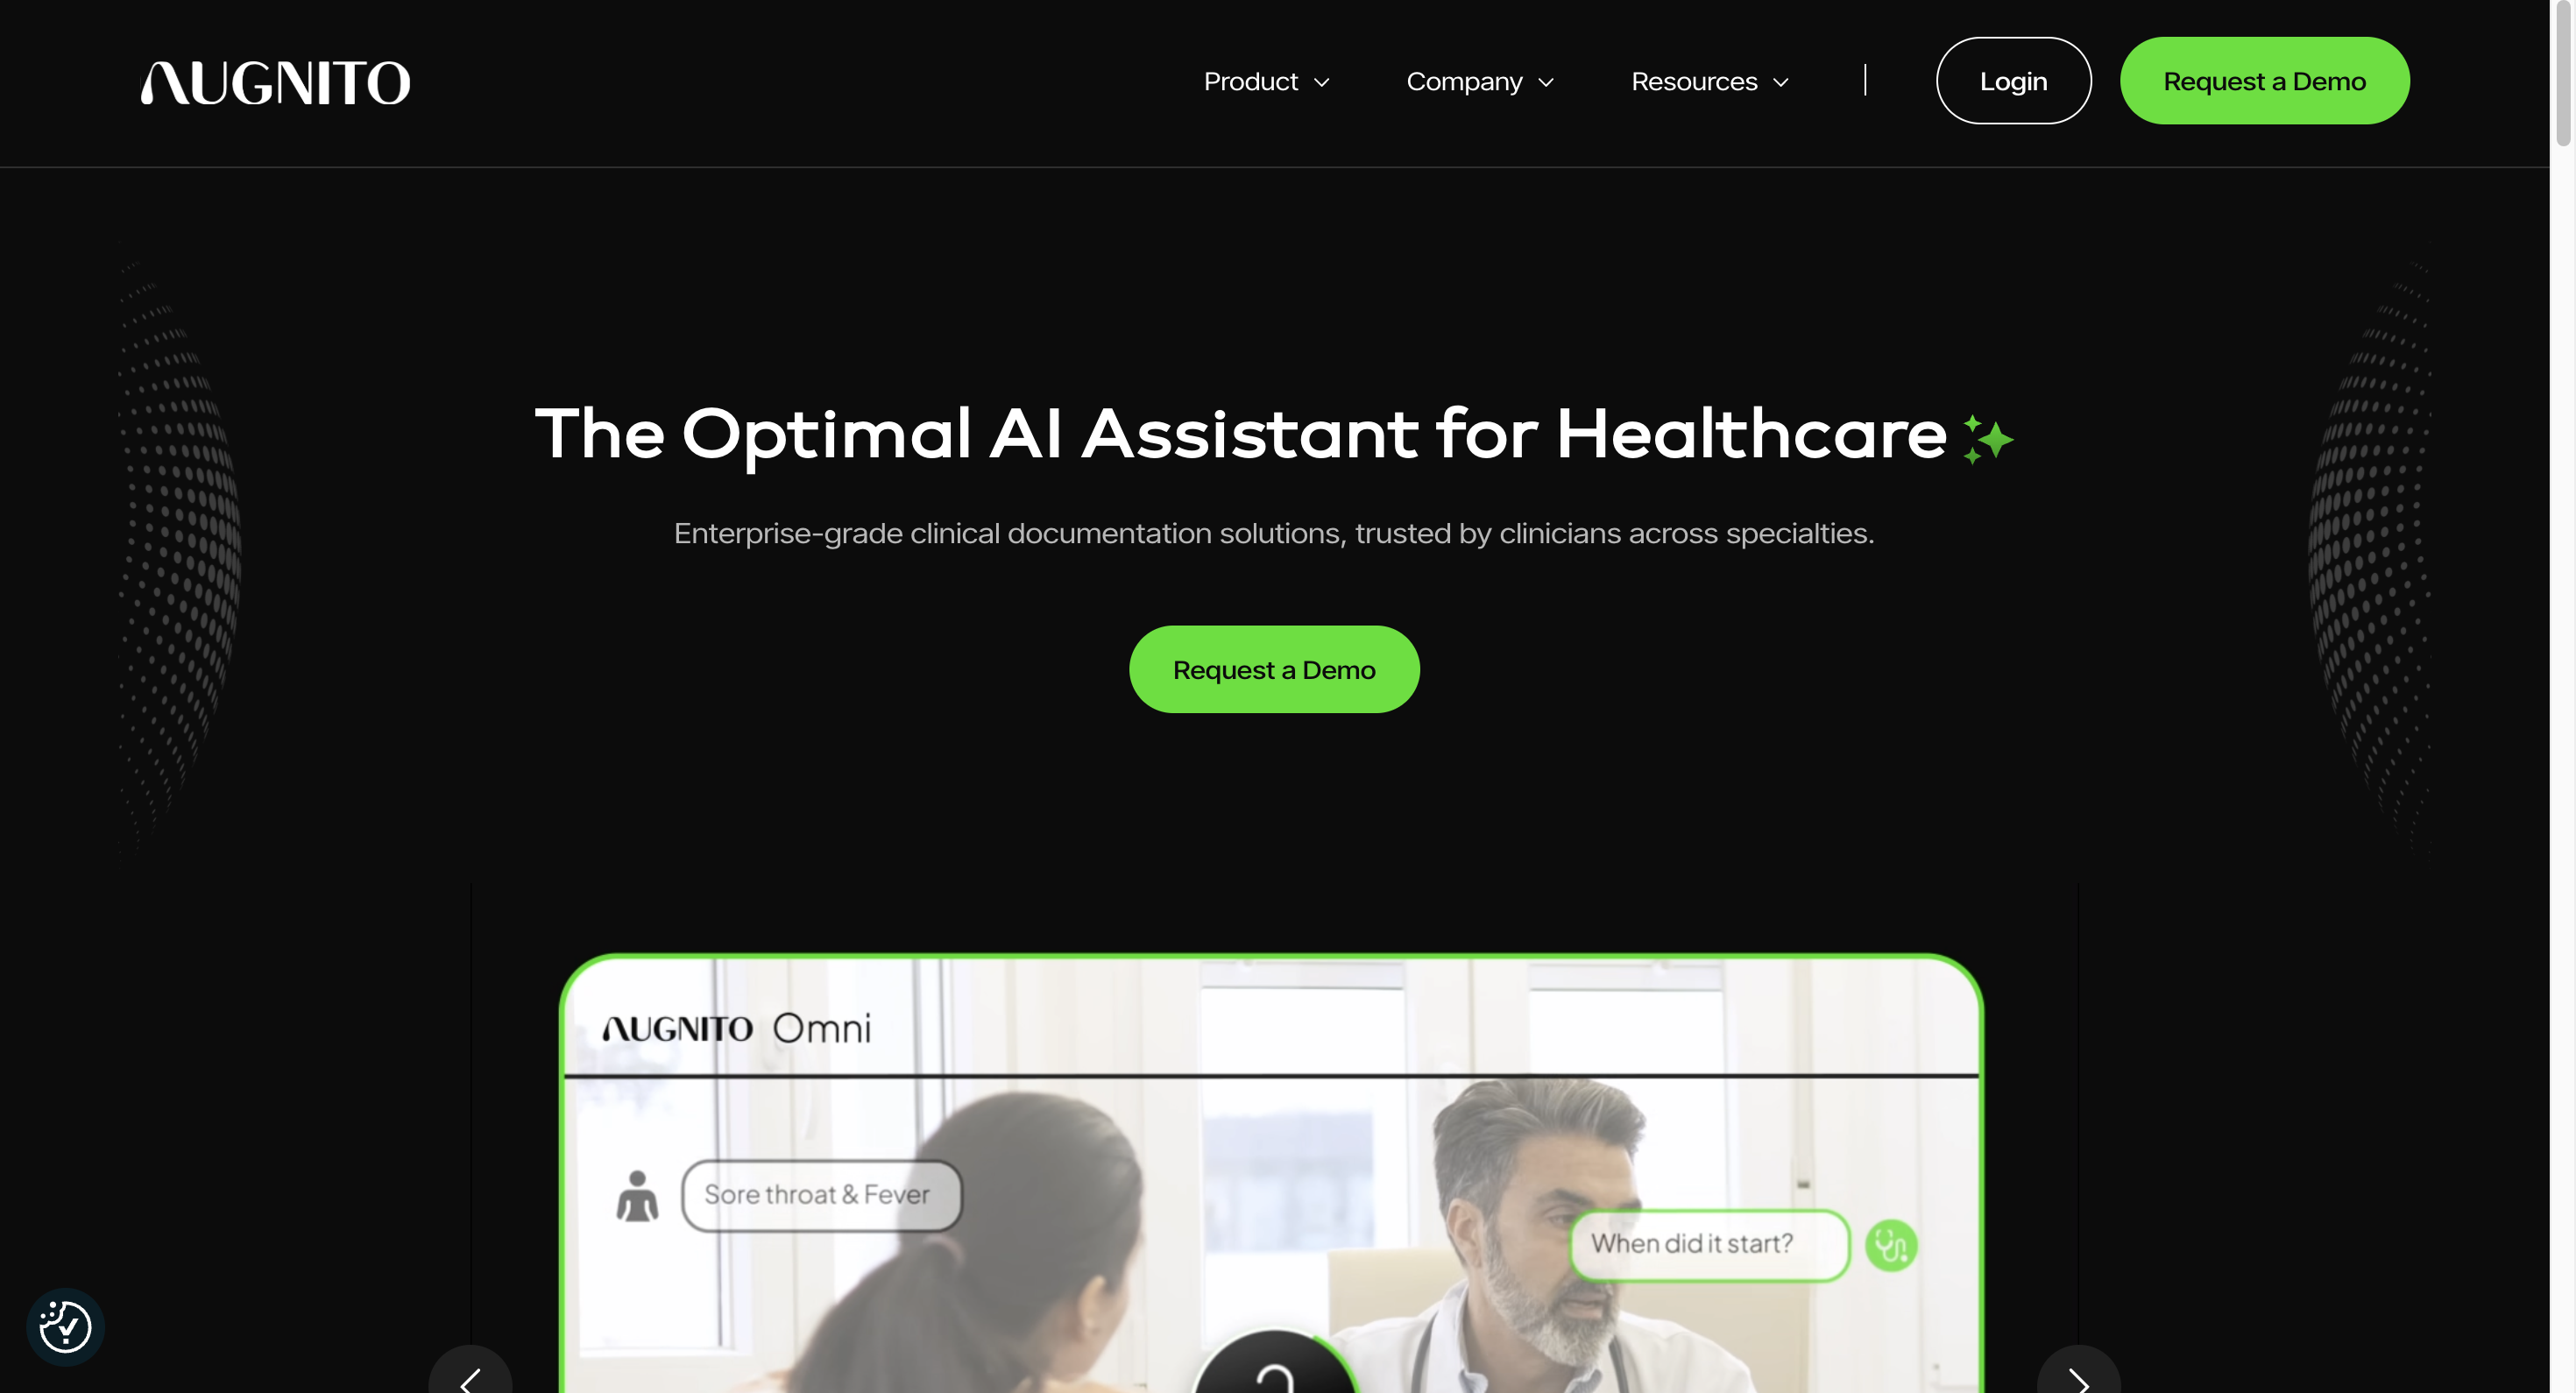 AUGNITO
Product
Company
Resources
Login
Request a Demo
The Optimal AI Assistant for Healthcare
Enterprise-grade clinical documentation solutions, trusted by clinicians across specialties.
Request a Demo
AUGNITO Omni
Sore throat & Fever
When did it start?